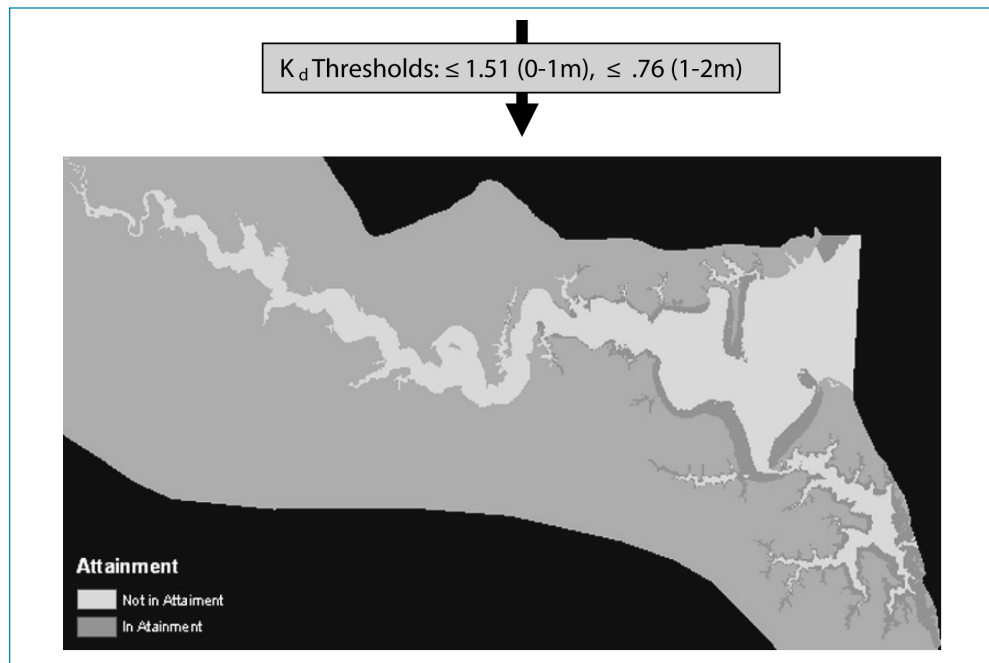 K d Thresholds: ≤ 1.51 (0-1m), ≤ .76 (1-2m)
Attainment
Not in Attaiment
In Atainment